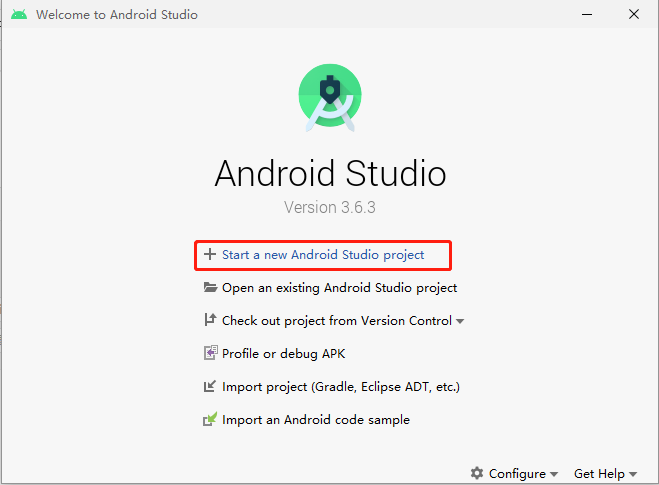 Welcome to Android Studio
Android Studio
Version 3.6.3
Start a new Android Studio project
Open an existing Android Studio project
Check out project from Version Control
Profile or debug APK
Import project (Gradle, Eclipse ADT, etc.)
Import an Android code sample
Configure Get Help